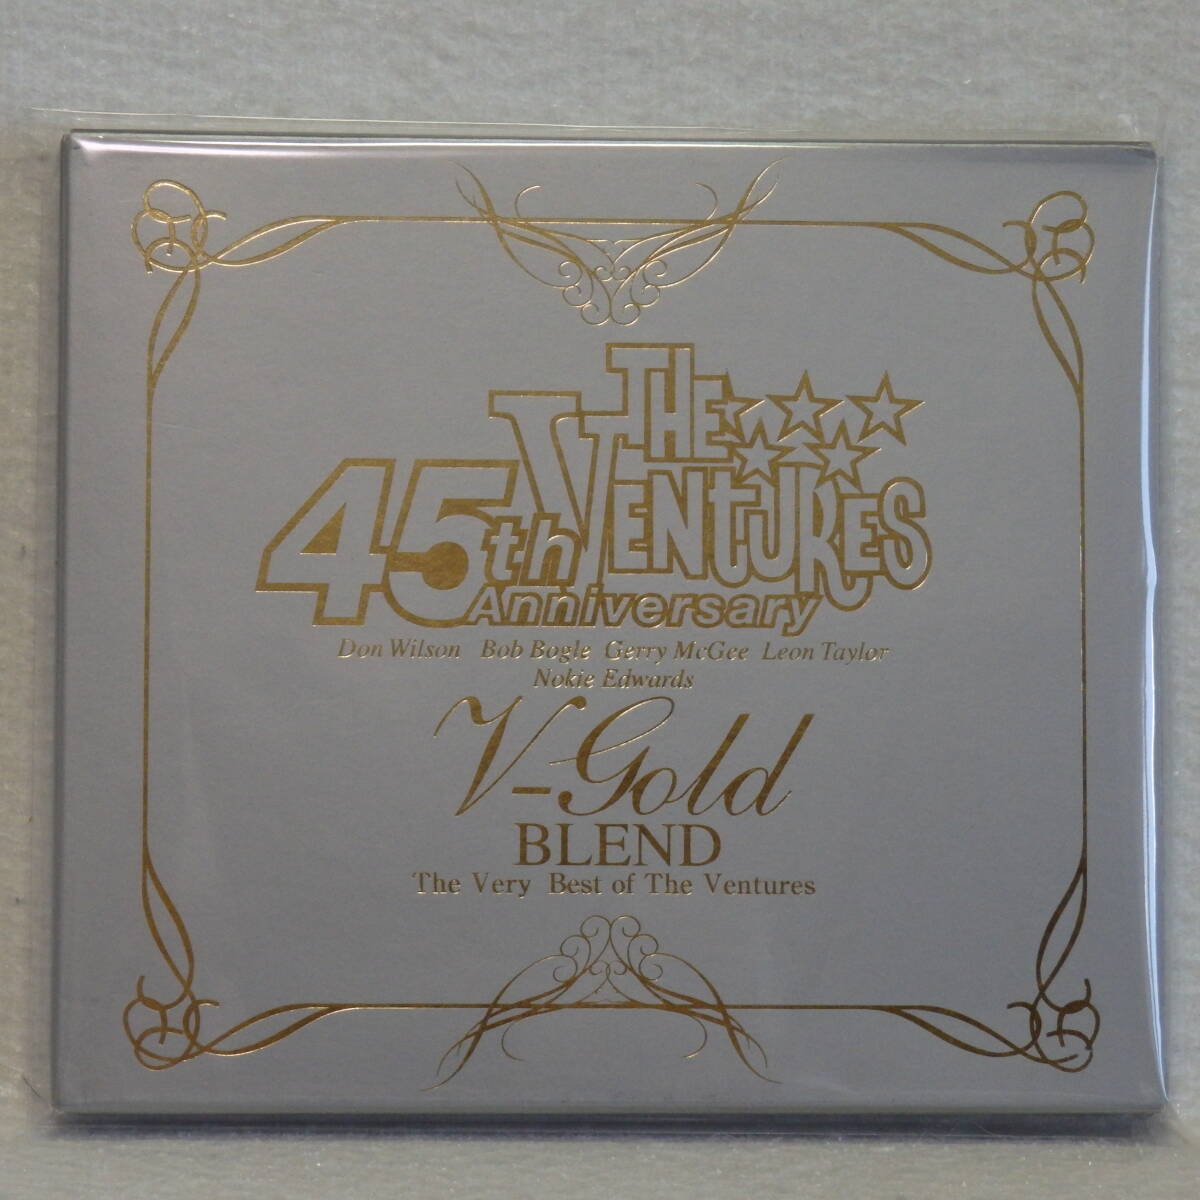 THE
VENTURES
45th
Anniversary
Don Wilson Bob Bogle Gerry McGee Leon Taylor
Nokie Edwards
V-Gold
BLEND
The Very Best of The Ventures